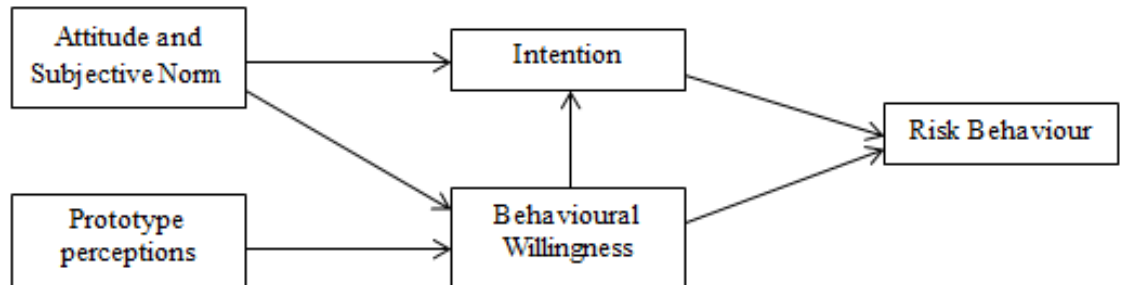 Attitude and
Subjective Norm
Intention
Risk Behaviour
Prototype
perceptions
Behavioural
Willingness